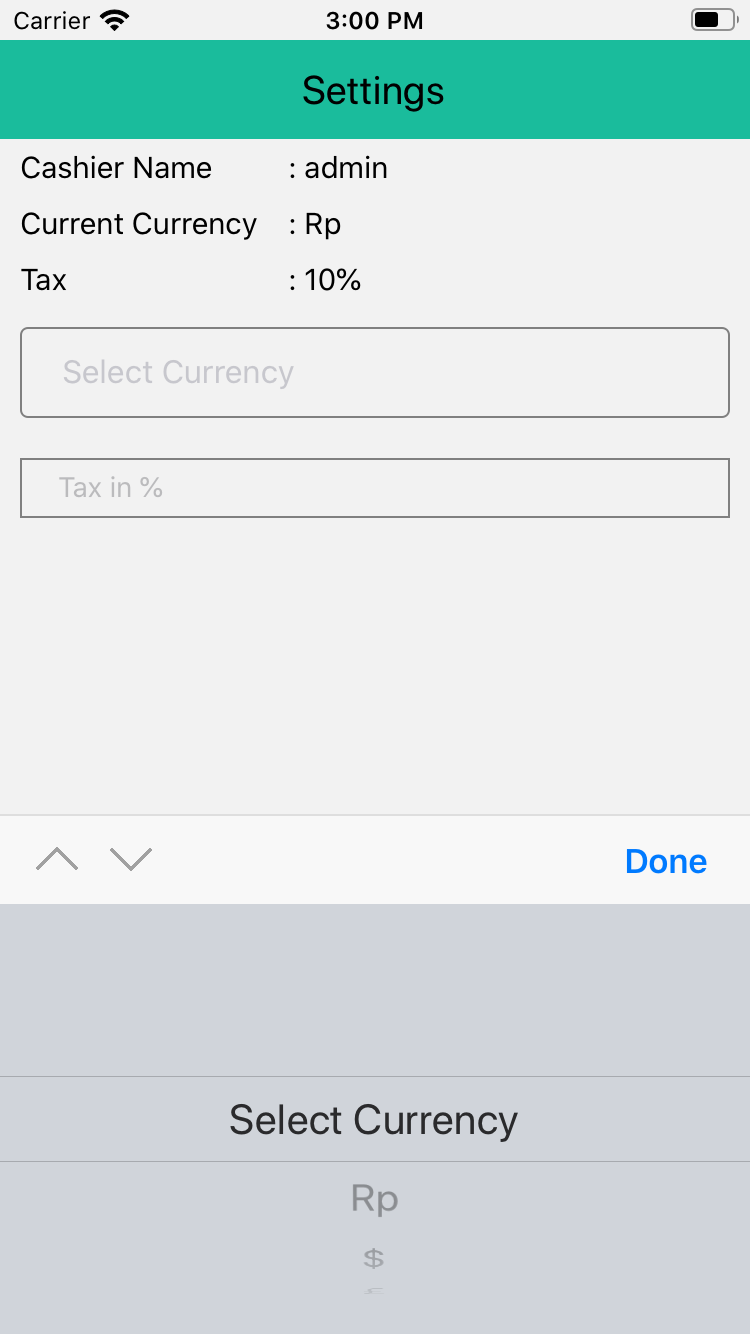 Carrier 3:00 PM
Settings
Cashier Name : admin
Current Currency : Rp
Tax : 10%
Select Currency
Tax in %
Done
Select Currency
Rp
$